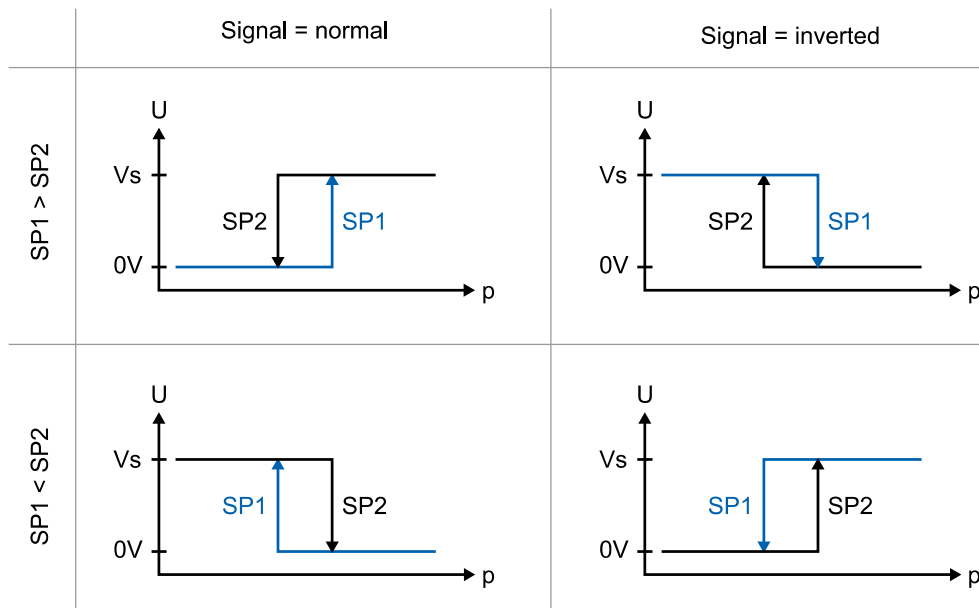 Signal = normal
Signal = inverted
SP1 > SP2
U
Vs
SP2
SP1
0V
p
U
Vs
SP2
SP1
0V
p
SP1 < SP2
U
Vs
SP1
SP2
0V
p
U
Vs
SP1
SP2
0V
p